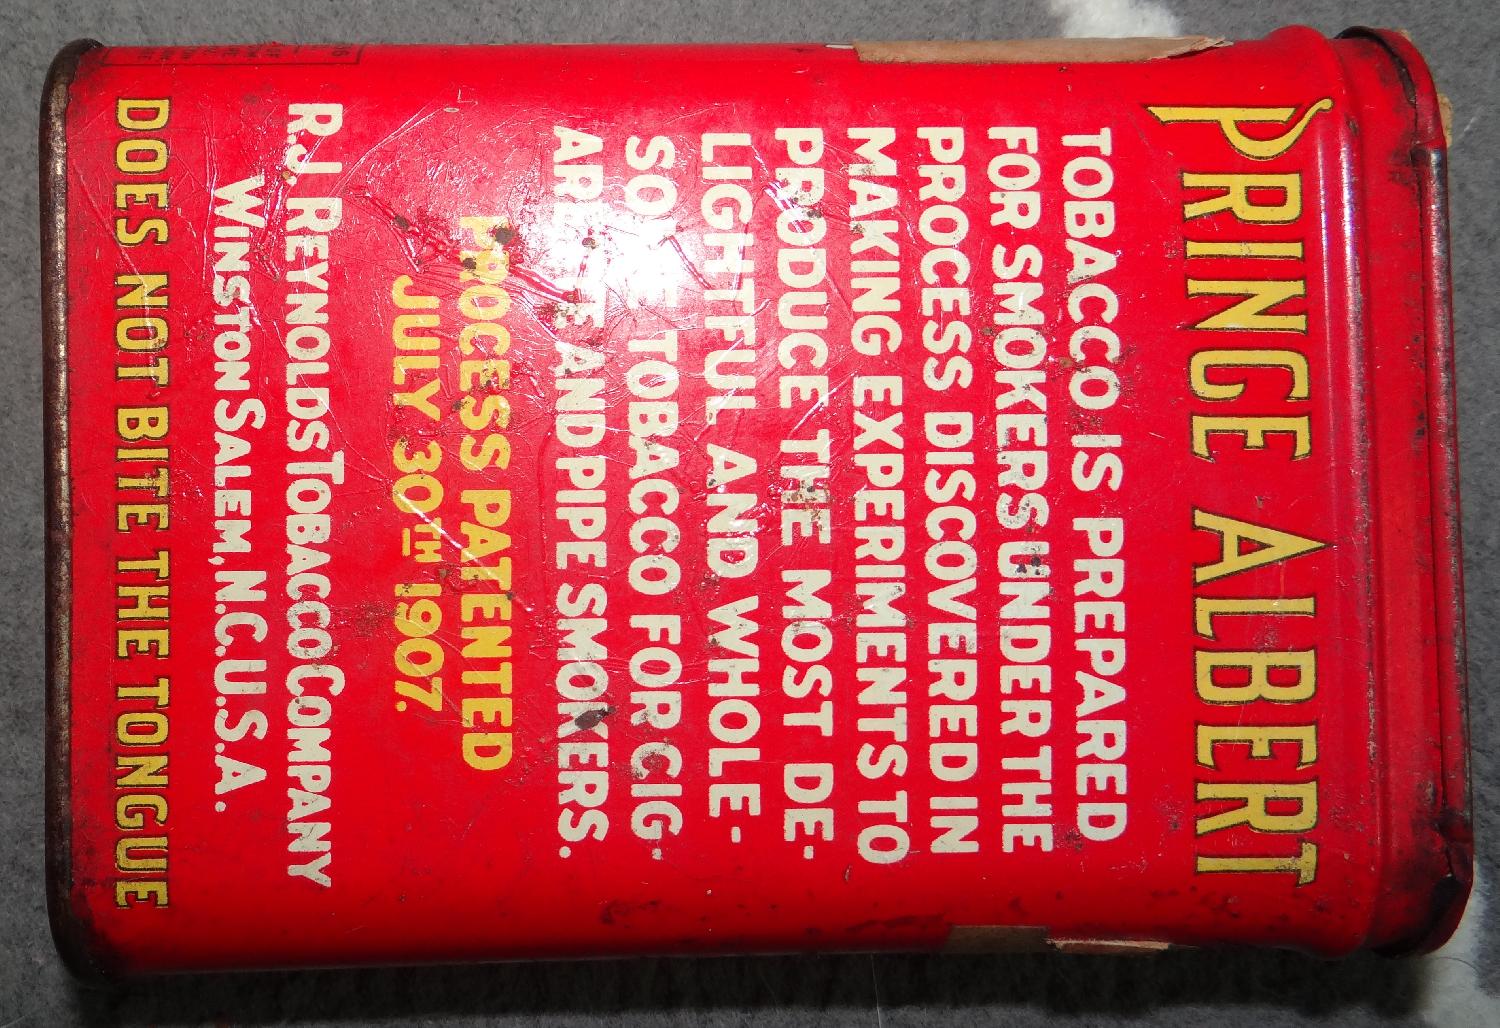 PRINCE ALBERT
TOBACCO IS PREPARED
FOR SMOKERS UNDER THE
PROCESS DISCOVERED IN
MAKING EXPERIMENTS TO
PRODUCE THE MOST DE-
LIGHTFUL AND WHOLE-
SOME TOBACCO FOR CIG-
ARETTE AND PIPE SMOKERS.
PROCESS PATENTED
JULY 30TH 1907.
R.J. REYNOLDS TOBACCO COMPANY
WINSTON SALEM, N.C. U.S.A.
DOES NOT BITE THE TONGUE